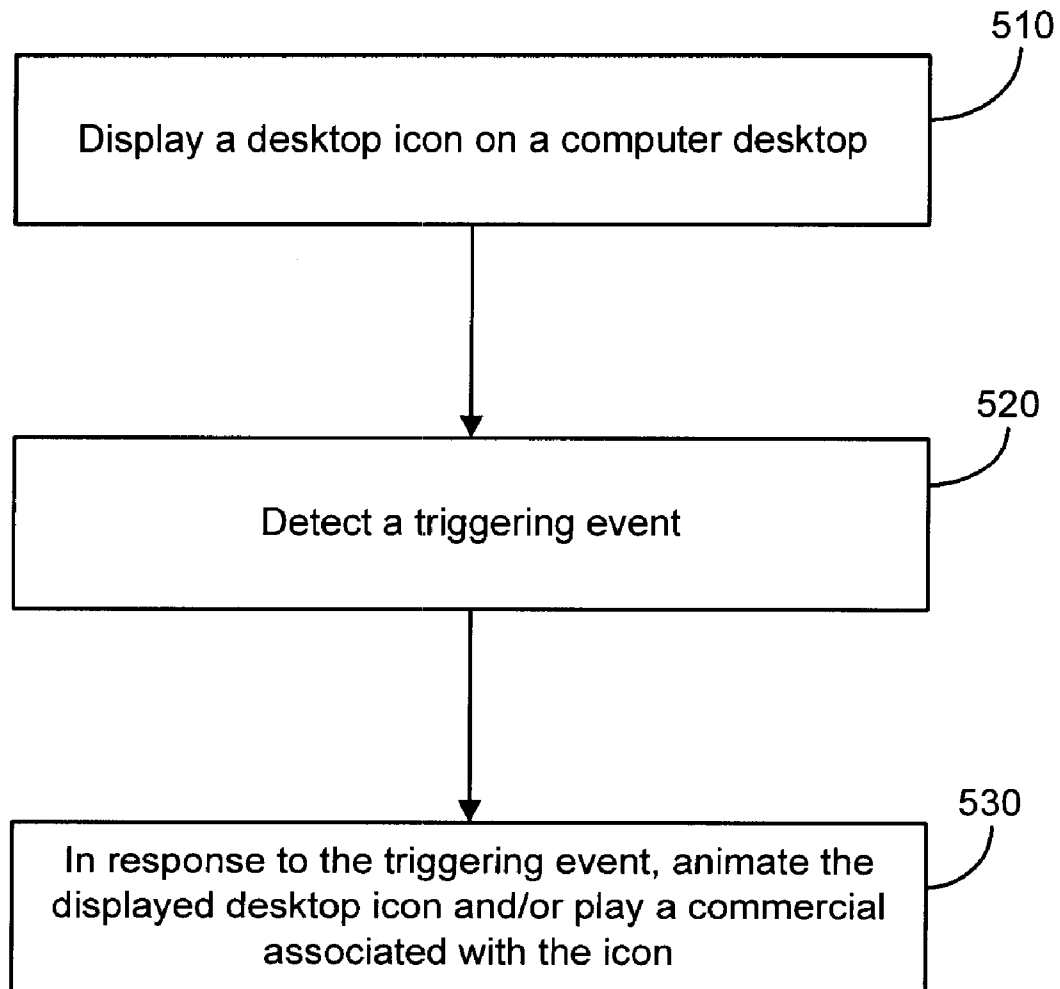 510
Display a desktop icon on a computer desktop
520
Detect a triggering event
530
In response to the triggering event, animate the
displayed desktop icon and/or play a commercial
associated with the icon